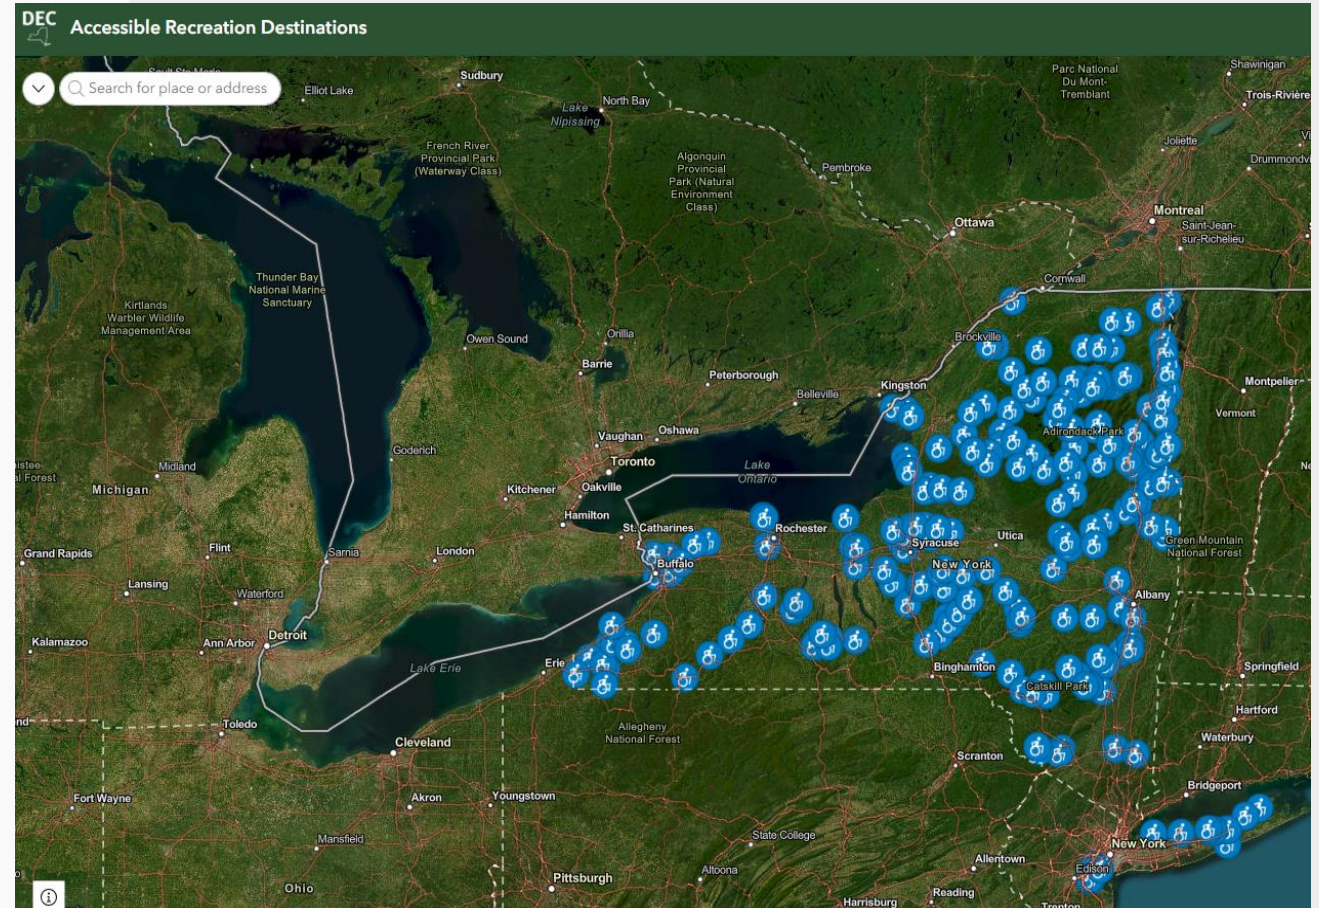 DEC
Accessible Recreation Destinations
Search for place or address
Elliot Lake
Sudbury
North Bay
Lake
Nipissing
French River
Provincial Park
(Waterway Class)
Algonquin
Provincial
Park (Natural
Environment
Class)
Pembroke
Parc National
Du Mont-
Tremblant
Shawinigan
Joliette
Ottawa
Montreal
Saint-Jean-
sur-Richelieu
Cornwall
Thunder Bay
National Marine
Sanctuary
Kirtlands
Warbler Wildlife
Management Area
Owen Sound
Orillia
Barrie
Peterborough
Belleville
Kingston
Brockville
Montpelier
Vermont
Adirondack Park
Vaughan
Oshawa
Toronto
Lake
Ontario
Goderich
Midland
Michigan
Kitchener
Oakville
Hamilton
St. Catharines
Rochester
Syracuse
Utica
Green Mountain
National Forest
Grand Rapids
Flint
Sarnia
London
Buffalo
New York
Lansing
Waterford
Albany
Kalamazoo
Ann Arbor
Detroit
Lake Erie
Erie
Binghamton
Catskill Park
Springfield
Hartford
Toledo
Cleveland
Allegheny
National Forest
Scranton
Waterbury
Bridgeport
Fort Wayne
Akron
Youngstown
Mansfield
State College
New York
Ohio
Pittsburgh
Altoona
Allentown
Edison
Reading
Harrisburg
Trenton